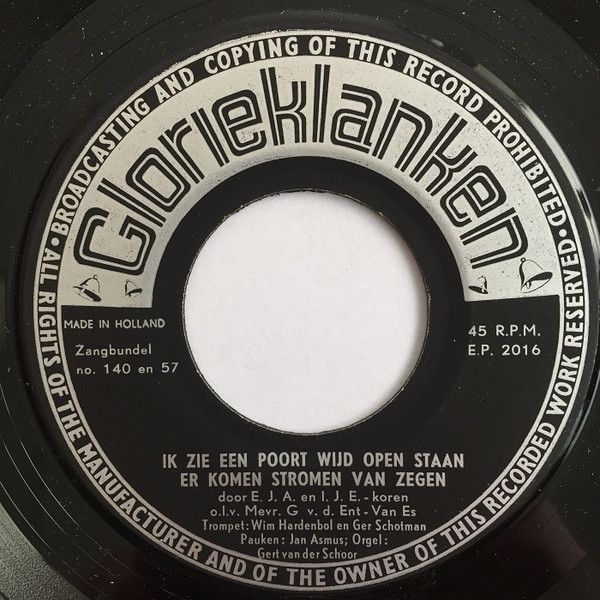 ALL RIGHTS OF THE MANUFACTURER AND OF THE OWNER OF THIS RECORDED WORK RESERVED • BROADCASTING AND COPYING OF THIS RECORD PROHIBITED •
Glorieklanken
MADE IN HOLLAND
Zangbundel
no. 140 en 57
45 R.P.M.
E.P. 2016
IK ZIE EEN POORT WIJD OPEN STAAN
ER KOMEN STROMEN VAN ZEGEN
door E. J. A. en I. J. E. - koren
o.l.v. Mevr. G v. d. Ent - Van Es
Trompet: Wim Hardenbol en Ger Schotman
Pauken: Jan Asmus; Orgel:
Gert van der Schoor